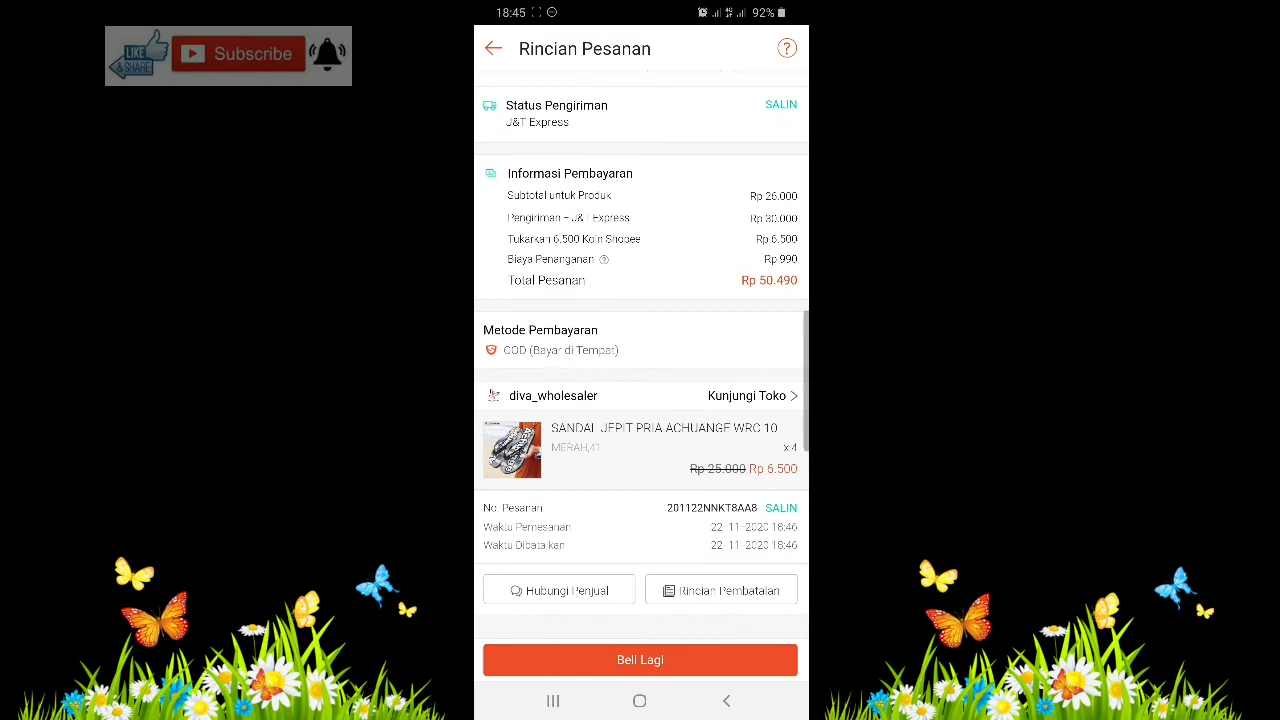 18:45
4G
92%
LIKE
& SHARE
Subscribe
Rincian Pesanan
?
Status Pengiriman
SALIN
J&T Express
Informasi Pembayaran
Subtotal untuk Produk
Rp 26.000
Pengiriman - J&T Express
Rp 30.000
Tukarkan 6.500 Koin Shopee
Rp 6.500
Biaya Penanganan ?
Rp 990
Total Pesanan
Rp 50.490
Metode Pembayaran
COD (Bayar di Tempat)
diva_wholesaler
Kunjungi Toko >
SANDAL JEPIT PRIA ACHUANGE WRC 10
MERAH,41
x 4
Rp 25.000 Rp 6.500
No. Pesanan
201122NNKT8AA8 SALIN
Waktu Pemesanan
22-11-2020 18:46
Waktu Dibatalkan
22-11-2020 18:46
Hubungi Penjual
Rincian Pembatalan
Beli Lagi